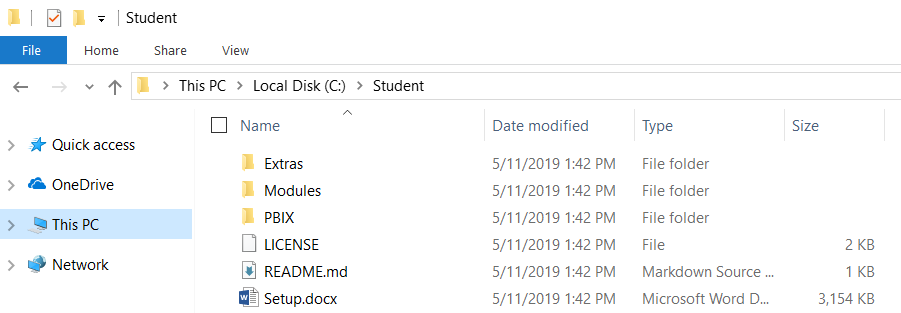 Student
File Home Share View
This PC Local Disk (C:) Student
Name Date modified Type Size
Quick access
OneDrive
This PC
Network
Extras 5/11/2019 1:42 PM File folder
Modules 5/11/2019 1:42 PM File folder
PBIX 5/11/2019 1:42 PM File folder
LICENSE 5/11/2019 1:42 PM File 2 KB
README.md 5/11/2019 1:42 PM Markdown Source ... 1 KB
Setup.docx 5/11/2019 1:42 PM Microsoft Word D... 3,154 KB